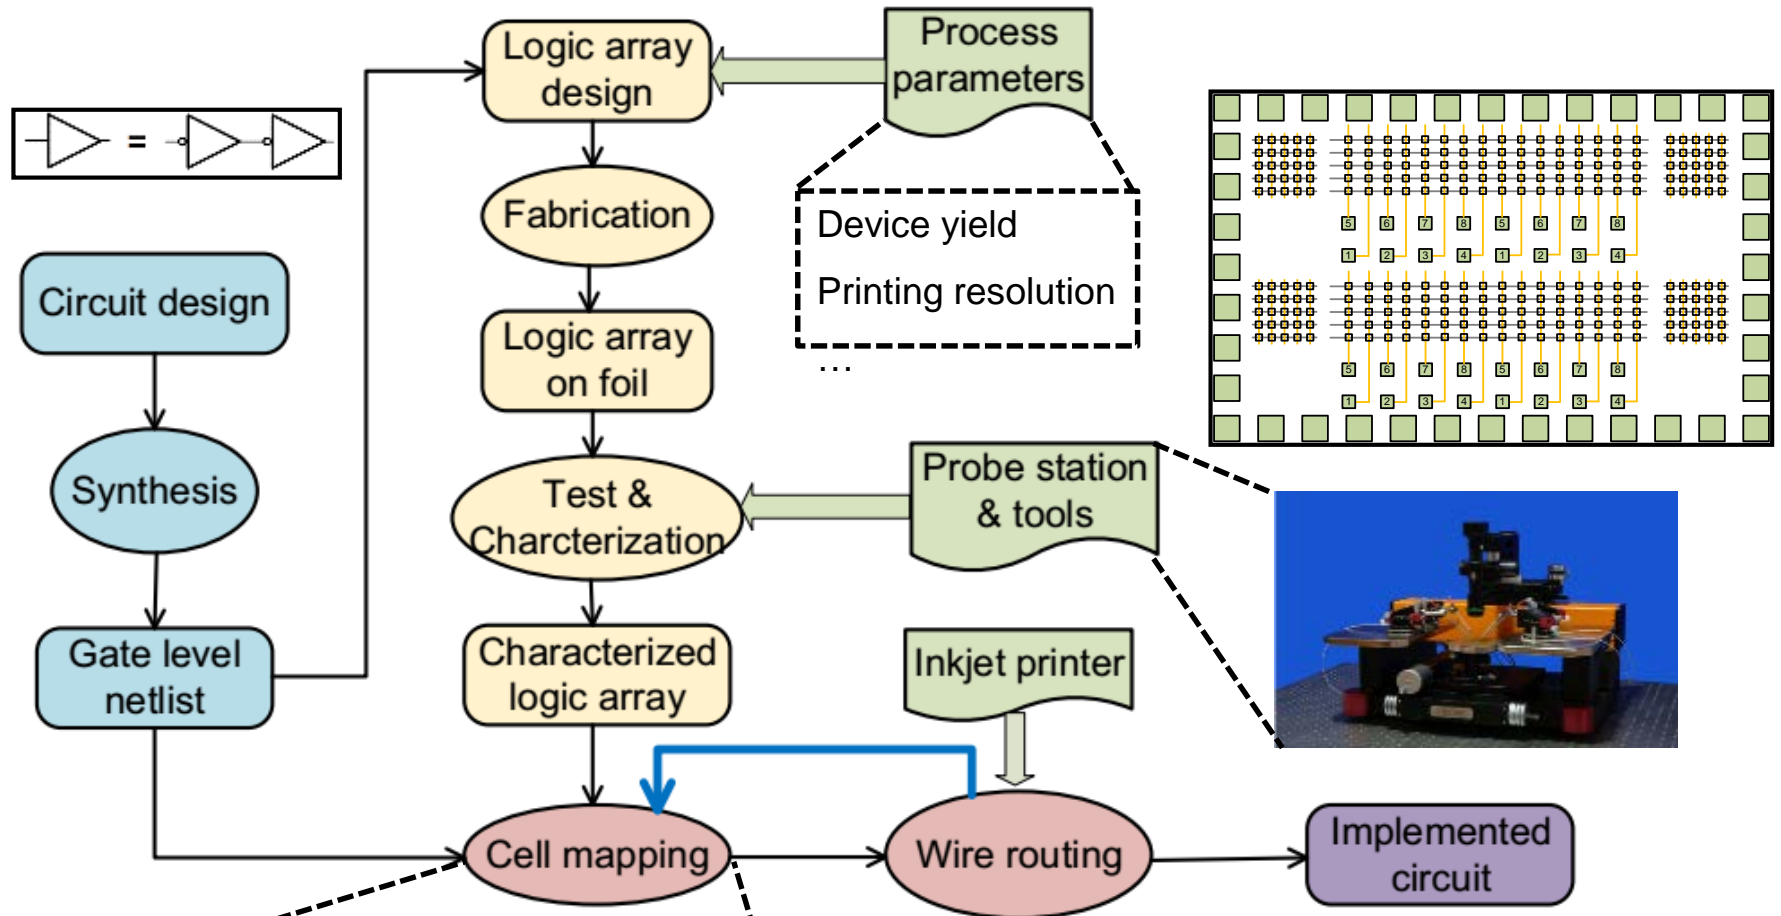 Logic array
design
Process
parameters
=
Fabrication
Device yield
Printing resolution
…
Circuit design
Logic array
on foil
Synthesis
Test &
Charcterization
Probe station
& tools
Gate level
netlist
Characterized
logic array
Inkjet printer
Cell mapping
Wire routing
Implemented
circuit
5 6 7 8 5 6 7 8
1 2 3 4 1 2 3 4
5 6 7 8 5 6 7 8
1 2 3 4 1 2 3 4